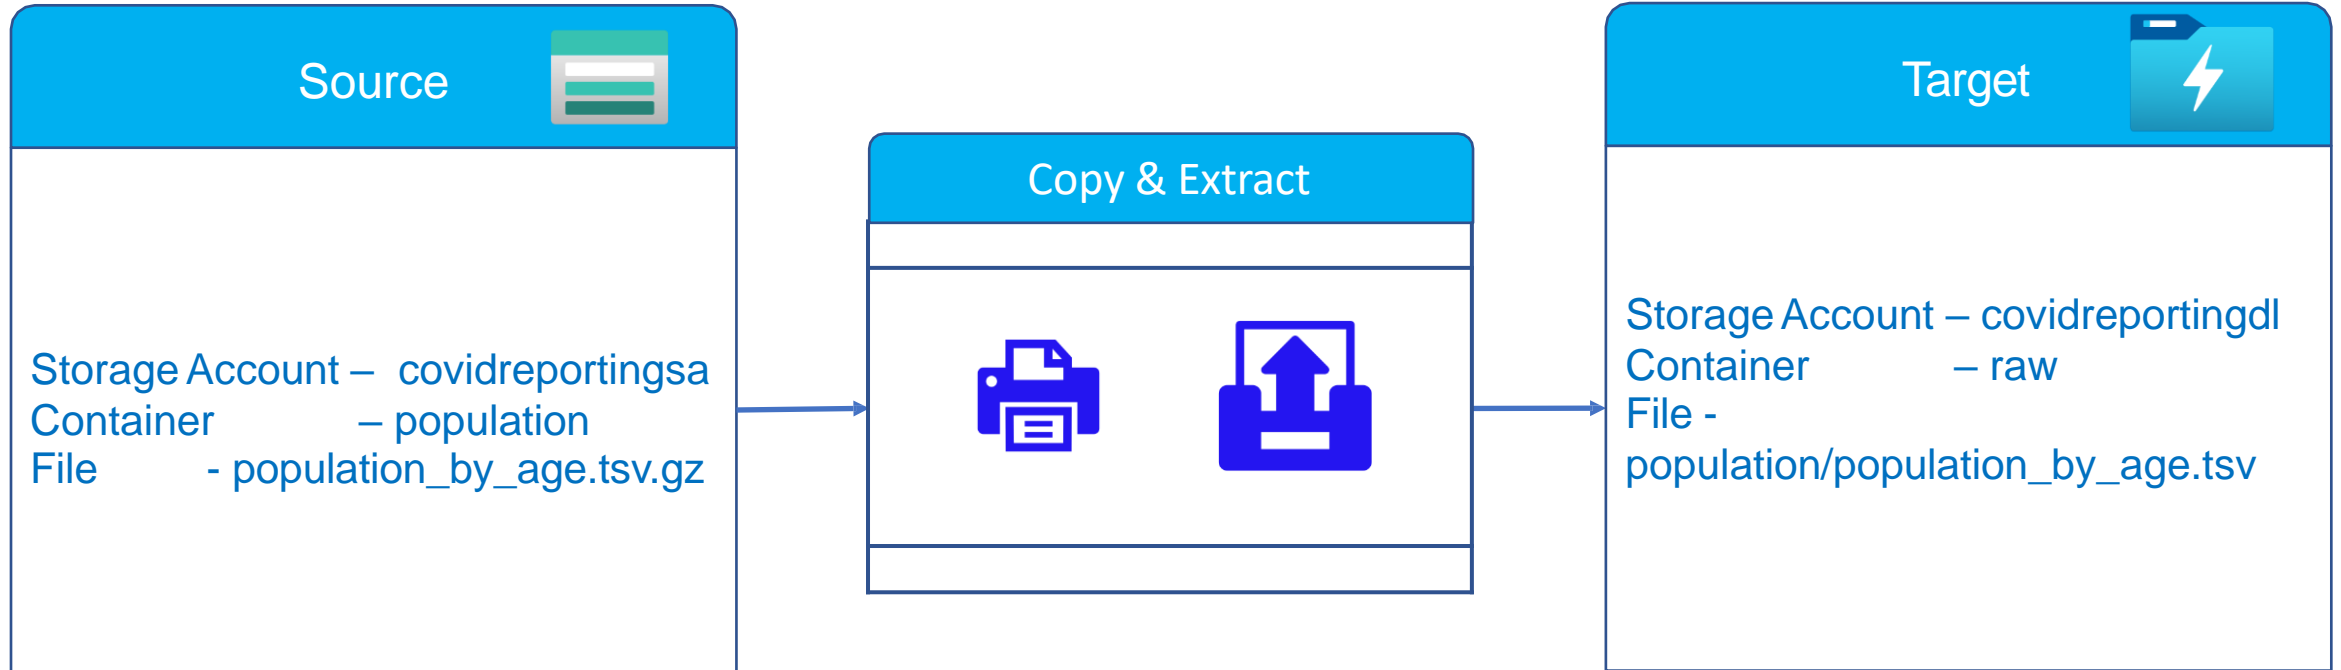 Source
Storage Account – covidreportingsa
Container – population
File - population_by_age.tsv.gz
Copy & Extract
Target
Storage Account – covidreportingdl
Container – raw
File -
population/population_by_age.tsv